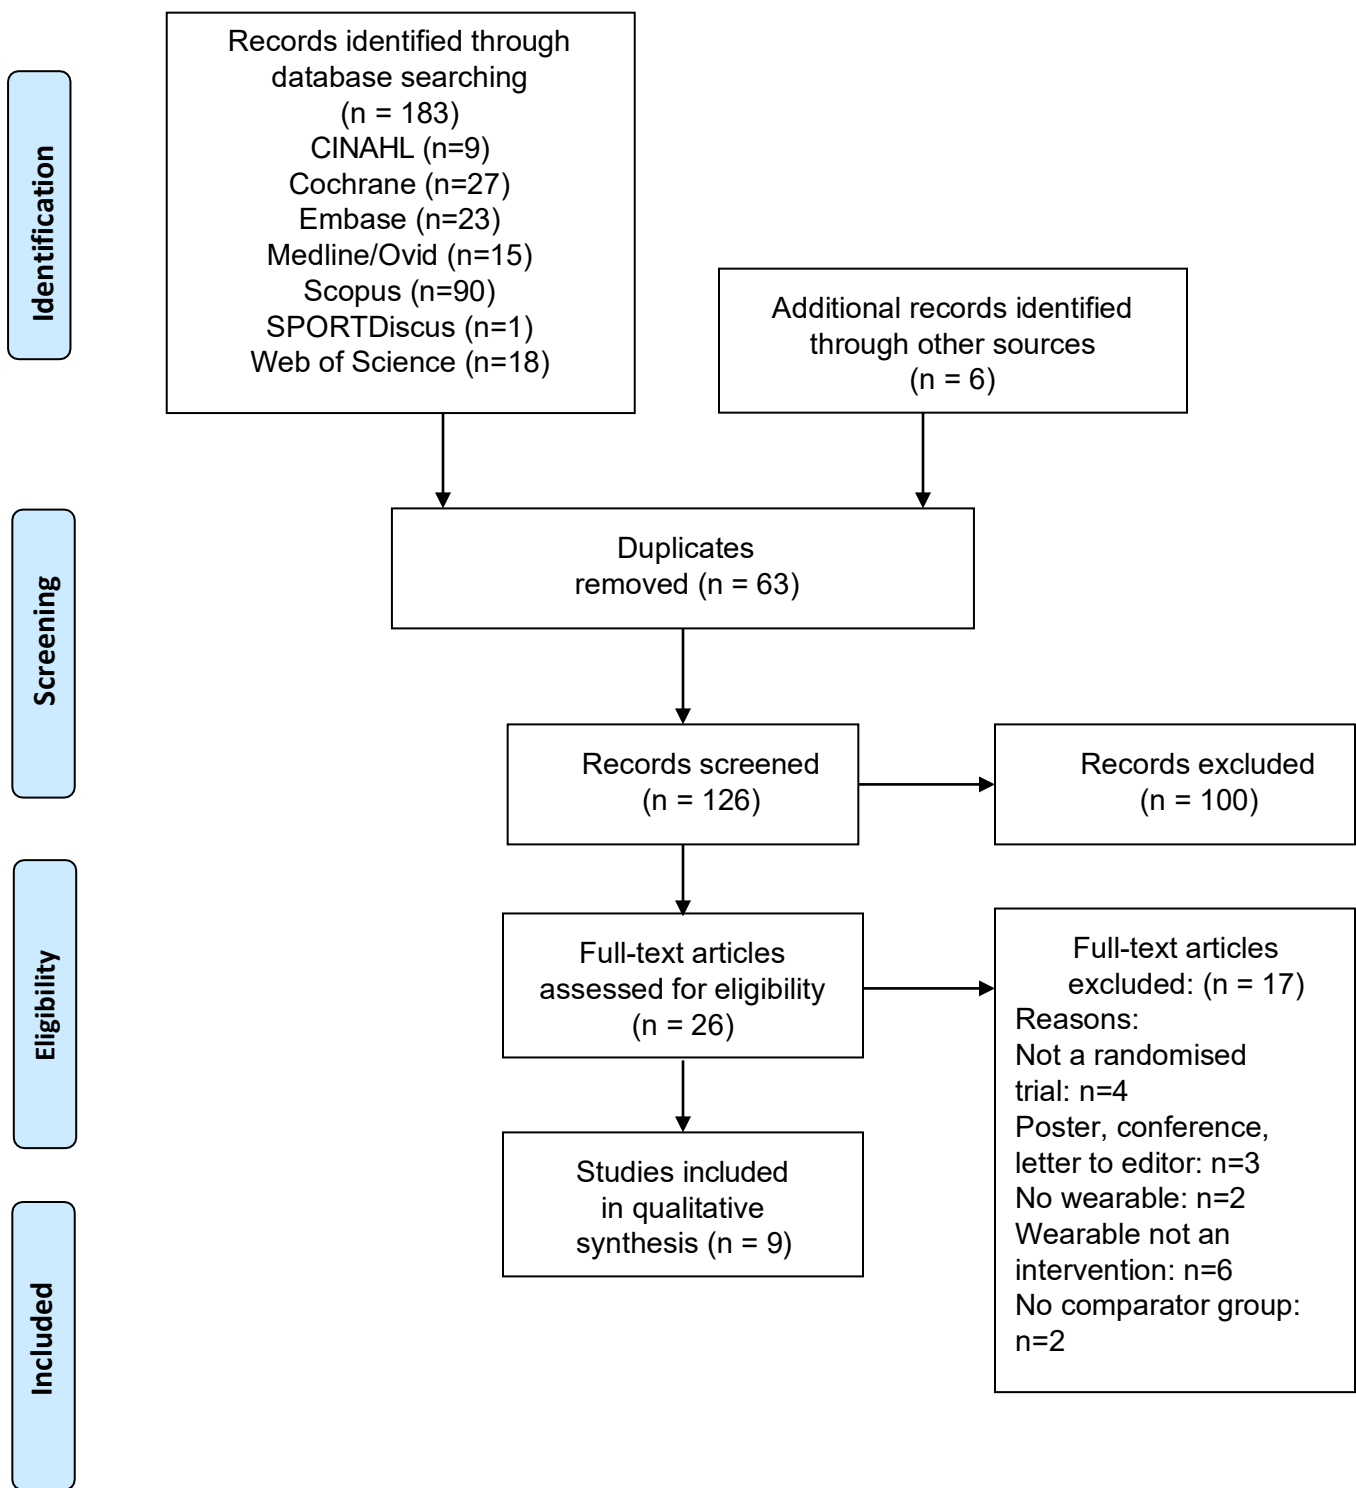 Identification
Records identified through
database searching
(n = 183)
CINAHL (n=9)
Cochrane (n=27)
Embase (n=23)
Medline/Ovid (n=15)
Scopus (n=90)
SPORTDiscus (n=1)
Web of Science (n=18)
Additional records identified
through other sources
(n = 6)
Screening
Duplicates
removed (n = 63)
Records screened
(n = 126)
Records excluded
(n = 100)
Eligibility
Full-text articles
assessed for eligibility
(n = 26)
Full-text articles
excluded: (n = 17)
Reasons:
Not a randomised
trial: n=4
Poster, conference,
letter to editor: n=3
No wearable: n=2
Wearable not an
intervention: n=6
No comparator group:
n=2
Included
Studies included
in qualitative
synthesis (n = 9)